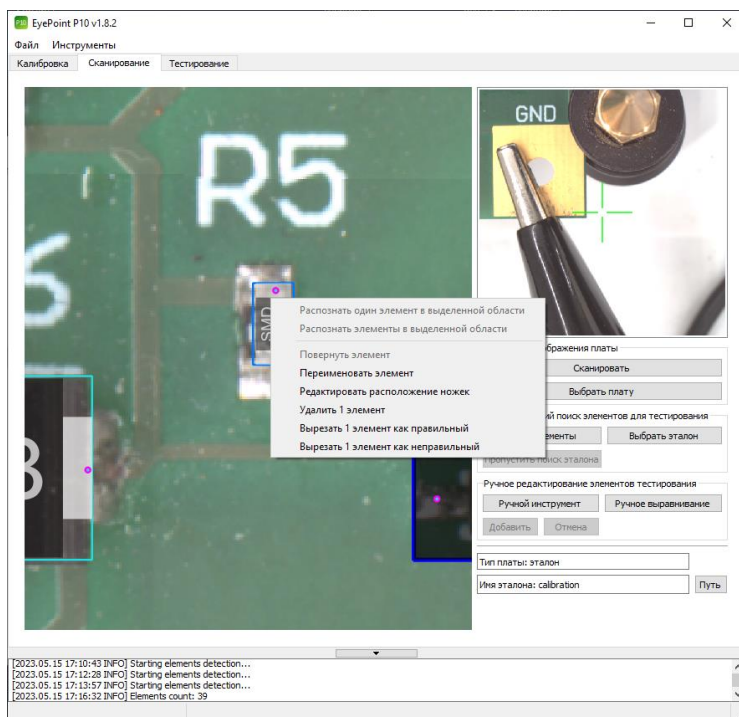 P10 EyePoint P10 v1.8.2
Файл Инструменты
Калибровка Сканирование Тестирование
R5
GND
SMD
Распознать один элемент в выделенной области
Распознать элементы в выделенной области
Повернуть элемент
Переименовать элемент
Редактировать расположение ножек
Удалить 1 элемент
Вырезать 1 элемент как правильный
Вырезать 1 элемент как неправильный
платы
Сканировать
Выбрать плату
поиск элементов для тестирования
Выбрать эталон
Пропустить поиск эталона
Ручное редактирование элементов тестирования
Ручной инструмент Ручное выравнивание
Добавить Отмена
Тип платы: эталон
Имя эталона: calibration Путь
[2023.05.15 17:10:43 INFO] Starting elements detection...
[2023.05.15 17:12:28 INFO] Starting elements detection...
[2023.05.15 17:13:57 INFO] Starting elements detection...
[2023.05.15 17:16:32 INFO] Elements count: 39